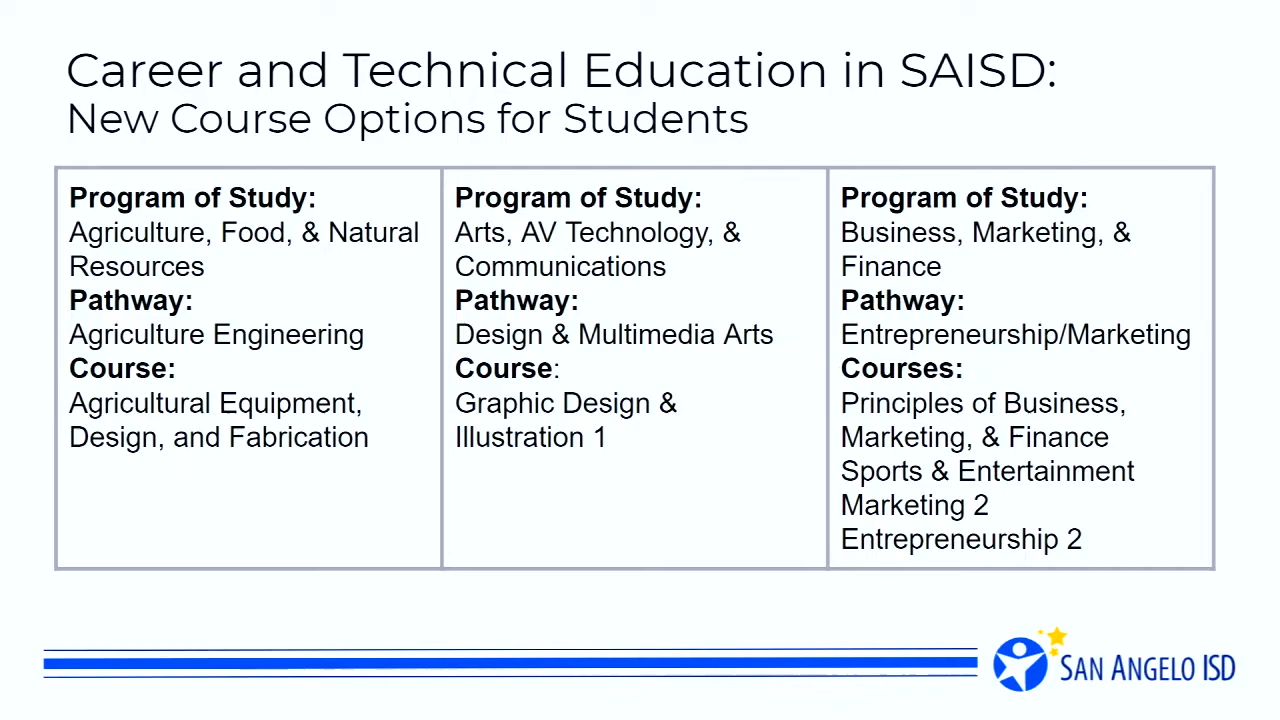 Career and Technical Education in SAISD:
New Course Options for Students
Program of Study:
Agriculture, Food, & Natural
Resources
Pathway:
Agriculture Engineering
Course:
Agricultural Equipment,
Design, and Fabrication
Program of Study:
Arts, AV Technology, &
Communications
Pathway:
Design & Multimedia Arts
Course:
Graphic Design &
Illustration 1
Program of Study:
Business, Marketing, &
Finance
Pathway:
Entrepreneurship/Marketing
Courses:
Principles of Business,
Marketing, & Finance
Sports & Entertainment
Marketing 2
Entrepreneurship 2
SAN ANGELO ISD